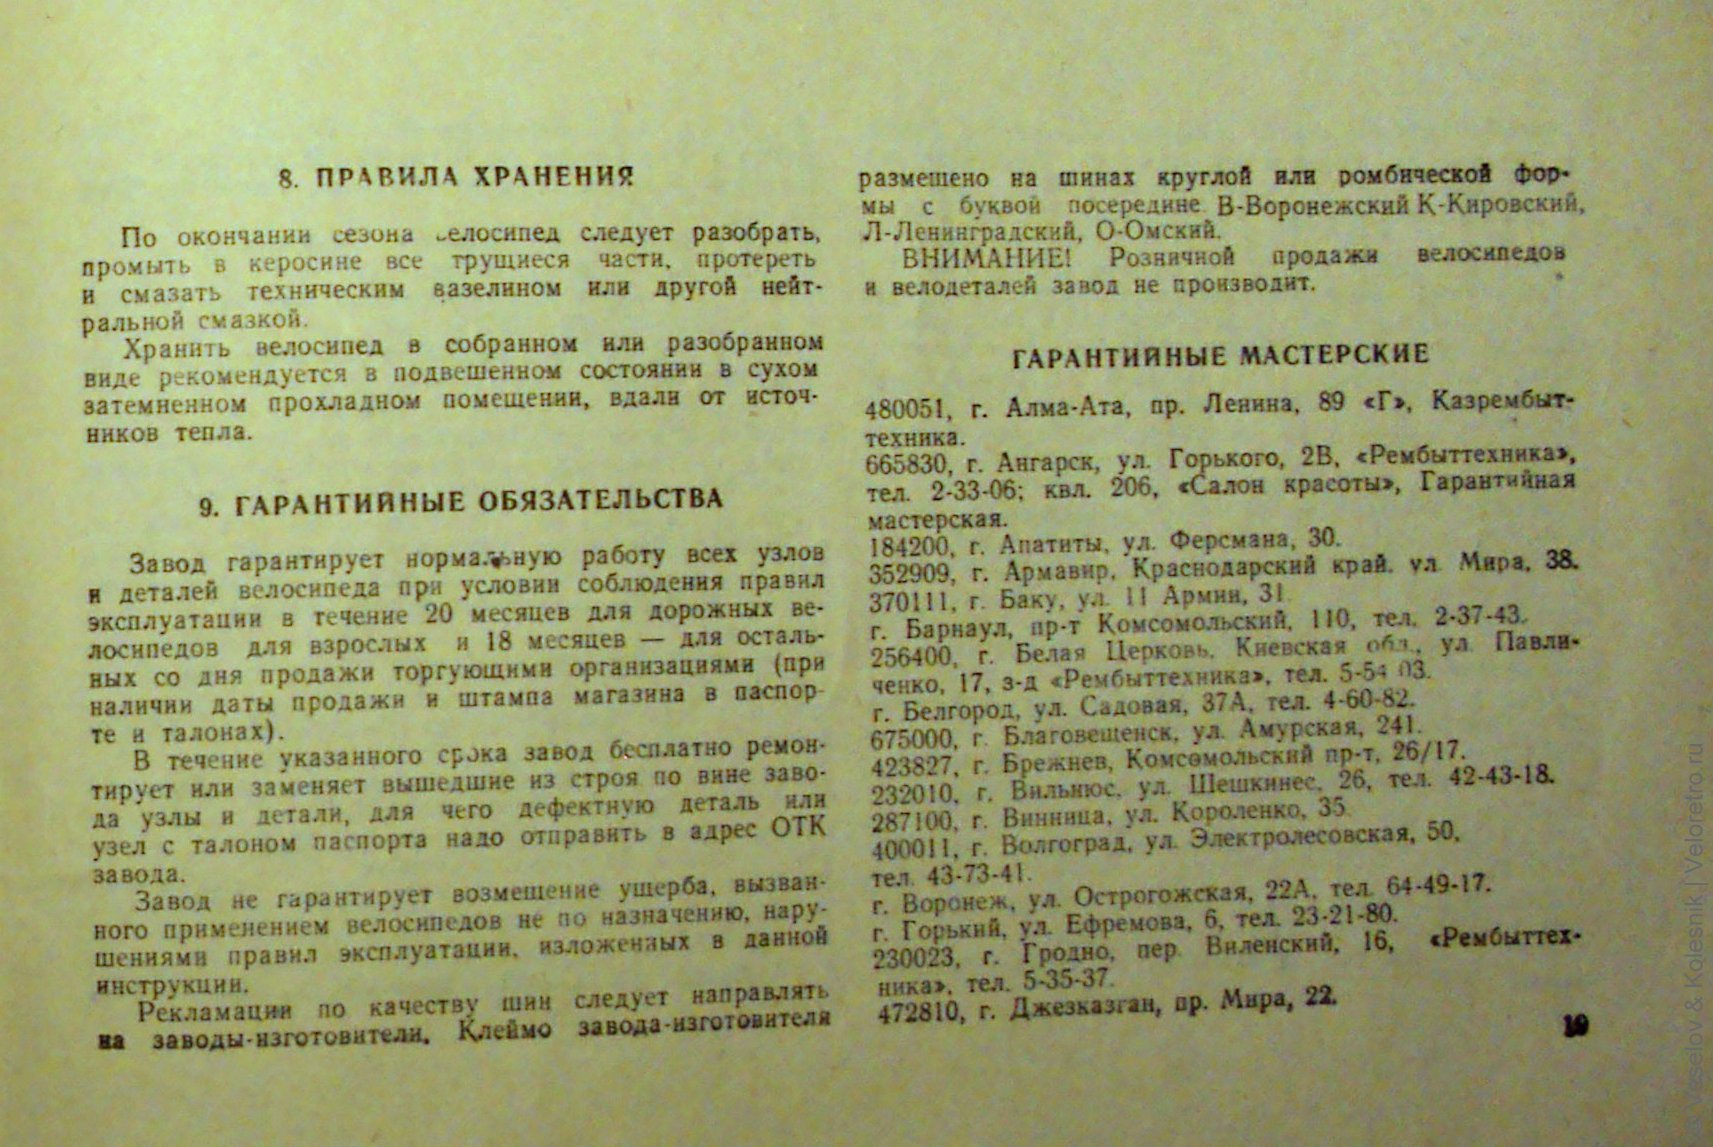 8. ПРАВИЛА ХРАНЕНИЯ
По окончании сезона велосипед следует разобрать,
промыть в керосине все трущиеся части, протереть
и смазать техническим вазелином или другой нейт-
ральной смазкой.
Хранить велосипед в собранном или разобранном
виде рекомендуется в подвешенном состоянии в сухом
затемненном прохладном помещении, вдали от источ-
ников тепла.
9. ГАРАНТИЙНЫЕ ОБЯЗАТЕЛЬСТВА
Завод гарантирует нормальную работу всех узлов
и деталей велосипеда при условии соблюдения правил
эксплуатации в течение 20 месяцев для дорожных ве-
лосипедов для взрослых и 18 месяцев — для осталь-
ных со дня продажи торгующими организациями (при
наличии даты продажи и штампа магазина в паспор-
те и талонах).
В течение указанного срока завод бесплатно ремон-
тирует или заменяет вышедшие из строя по вине заво-
да узлы и детали, для чего дефектную деталь или
узел с талоном паспорта надо отправить в адрес ОТК
завода.
Завод не гарантирует возмещение ущерба, вызван-
ного применением велосипедов не по назначению, нару-
шениями правил эксплуатации, изложенных в данной
инструкции.
Рекламации по качеству шин следует направлять
на заводы-изготовители. Клеймо завода-изготовителя
размещено на шинах круглой или ромбической фор-
мы с буквой посередине В-Воронежский К-Кировский,
Л-Ленинградский, О-Омский.
ВНИМАНИЕ! Розничной продажи велосипедов
и велодеталей завод не производит.
ГАРАНТИЙНЫЕ МАСТЕРСКИЕ
480051, г. Алма-Ата, пр. Ленина, 89 «Г», Казрембыт-
техника.
665830, г. Ангарск, ул. Горького, 2В, «Рембыттехника»,
тел. 2-33-06; квл. 206, «Салон красоты», Гарантийная
мастерская.
184200, г. Апатиты, ул. Ферсмана, 30.
352909, г. Армавир, Краснодарский край, ул. Мира, 38.
370111, г. Баку, ул. 11 Армии, 31
г. Барнаул, пр-т Комсомольский, 110, тел. 2-37-43.
256400, г. Белая Церковь, Киевская обл., ул. Павли-
ченко, 17, з-д «Рембыттехника», тел. 5-54 03.
г. Белгород, ул. Садовая, 37А, тел. 4-60-82.
675000, г. Благовещенск, ул. Амурская, 241.
423827, г. Брежнев, Комсомольский пр-т, 26/17.
232010, г. Вильнюс, ул. Шешкинес, 26, тел. 42-43-18.
287100, г. Винница, ул. Короленко, 35
400011, г. Волгоград, ул. Электролесовская, 50,
тел. 43-73-41.
г. Воронеж, ул. Острогожская, 22А, тел. 64-49-17.
г. Горький, ул. Ефремова, 6, тел. 23-21-80.
230023, г. Гродно, пер. Виленский, 16, «Рембыттех-
ника», тел. 5-35-37.
472810, г. Джезказган, пр. Мира, 22.
19
Veselov & Kolesnik | Veloretro.ru